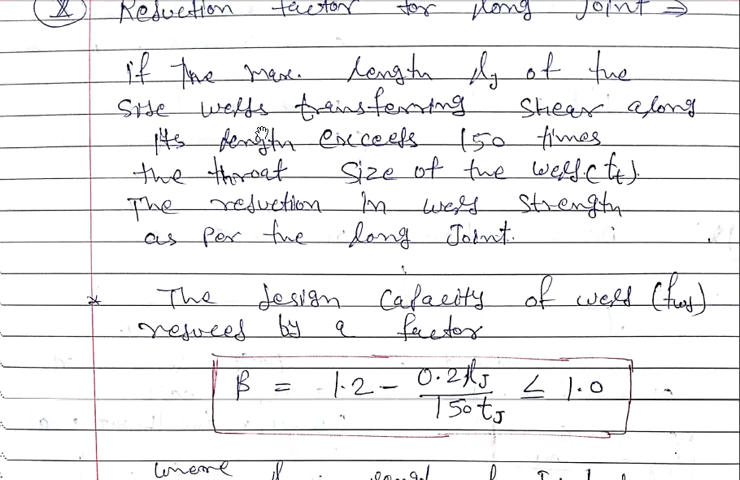 X Reduction factor for long Joint ⇒
if the max. length lj of the
side welds transferring shear along
its length exceeds 150 times
the throat size of the weld (tt).
The reduction in weld strength
as per the long Joint.
* The design capacity of weld (fwd)
reduced by a factor
β = 1.2 - 0.2lJ / 150tJ ≤ 1.0
where